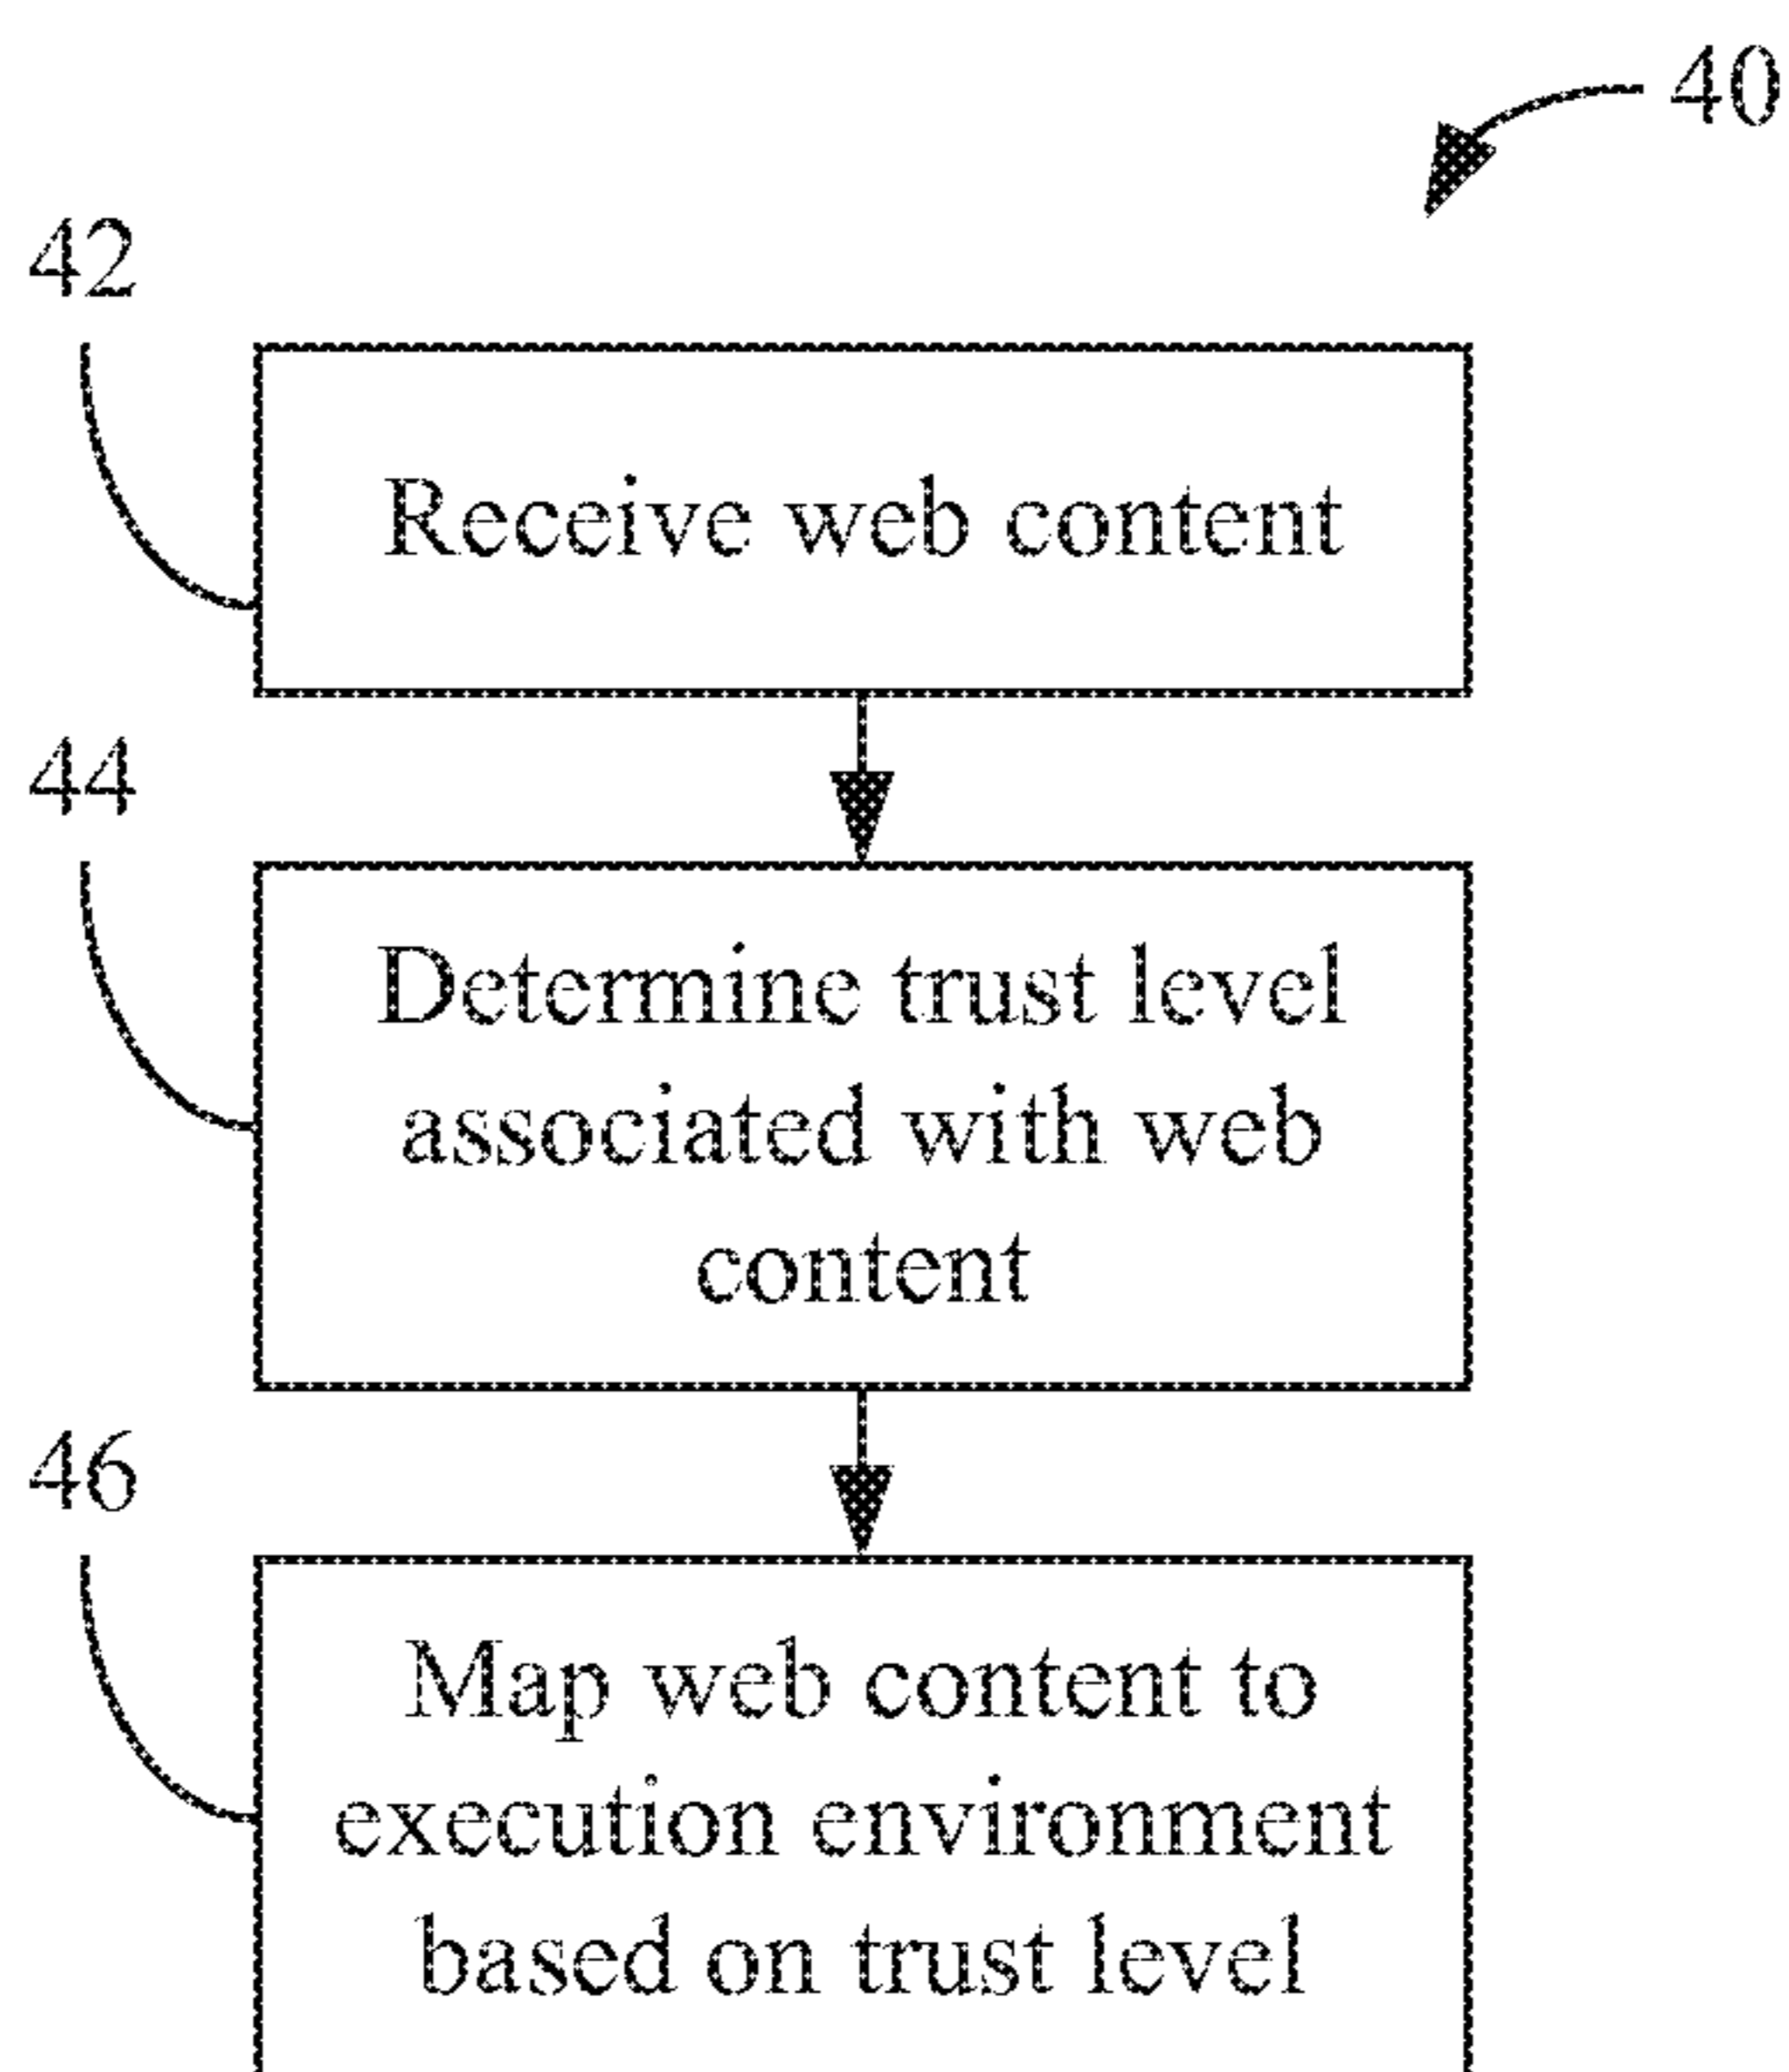 40
42
Receive web content
44
Determine trust level
associated with web
content
46
Map web content to
execution environment
based on trust level